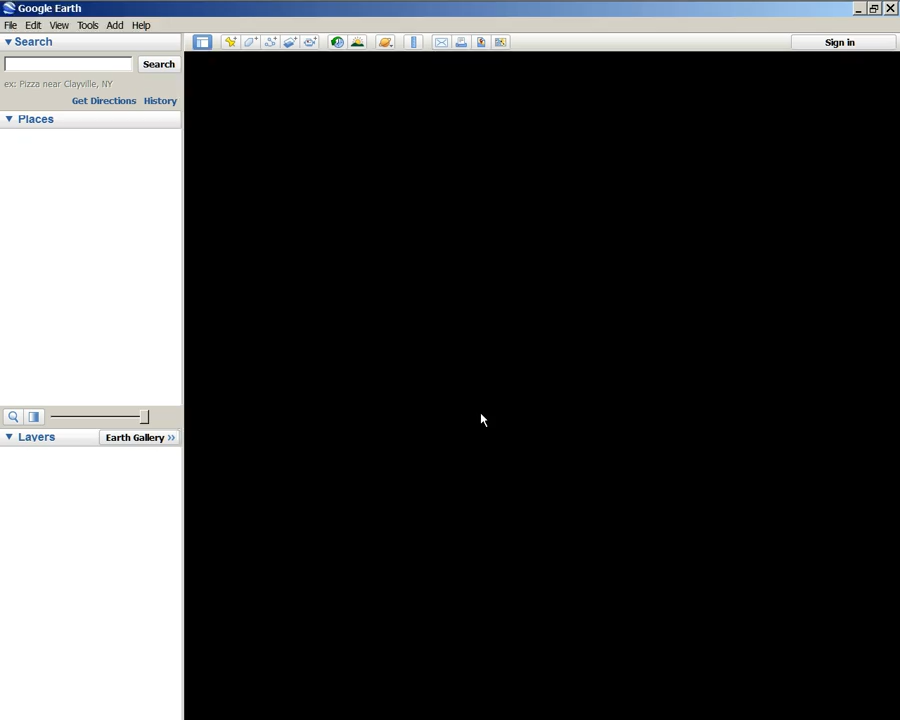 Google Earth
File Edit View Tools Add Help
Search
Sign in
Search
ex: Pizza near Clayville, NY
Get Directions History
Places
Layers
Earth Gallery »